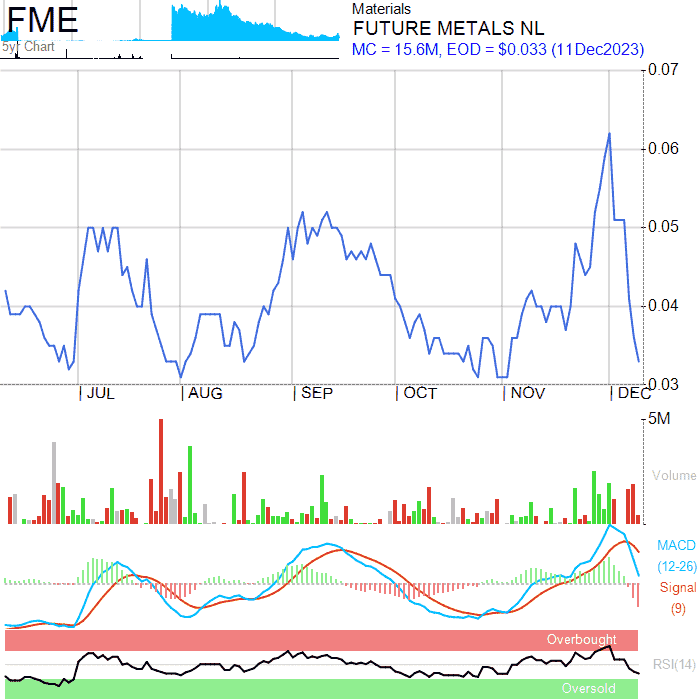 FME
5yr Chart
Materials
FUTURE METALS NL
MC = 15.6M, EOD = $0.033 (11Dec2023)
0.07
0.06
0.05
0.04
0.03
| JUL | AUG | SEP | OCT | NOV | DEC
5M
Volume
MACD
(12-26)
Signal
(9)
Overbought
RSI(14)
Oversold